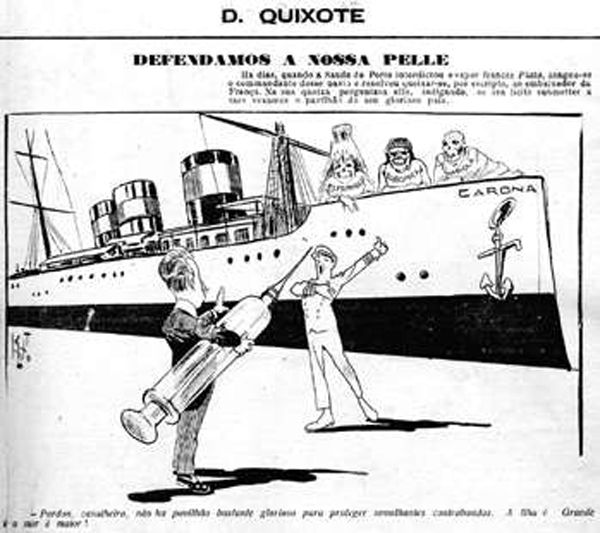 D. QUIXOTE
DEFENDAMOS A NOSSA PELLE
Ha dias, quando a Saude do Porto interdictou o vapor francez Plata, zangou-se
o commandante desse navio e resolveu queixar-se, por exemplo, ao embaixador da
França. Na sua queixa perguntava elle, indignado, se era licito submetter a
taes vexames o pavilhão do seu glorioso paiz.
GARONA
— Perdon, cavalheiro, não ha pavilhão bastante glorioso para proteger semelhantes contrabandos. A Ilha é Grande
e o mar é maior!